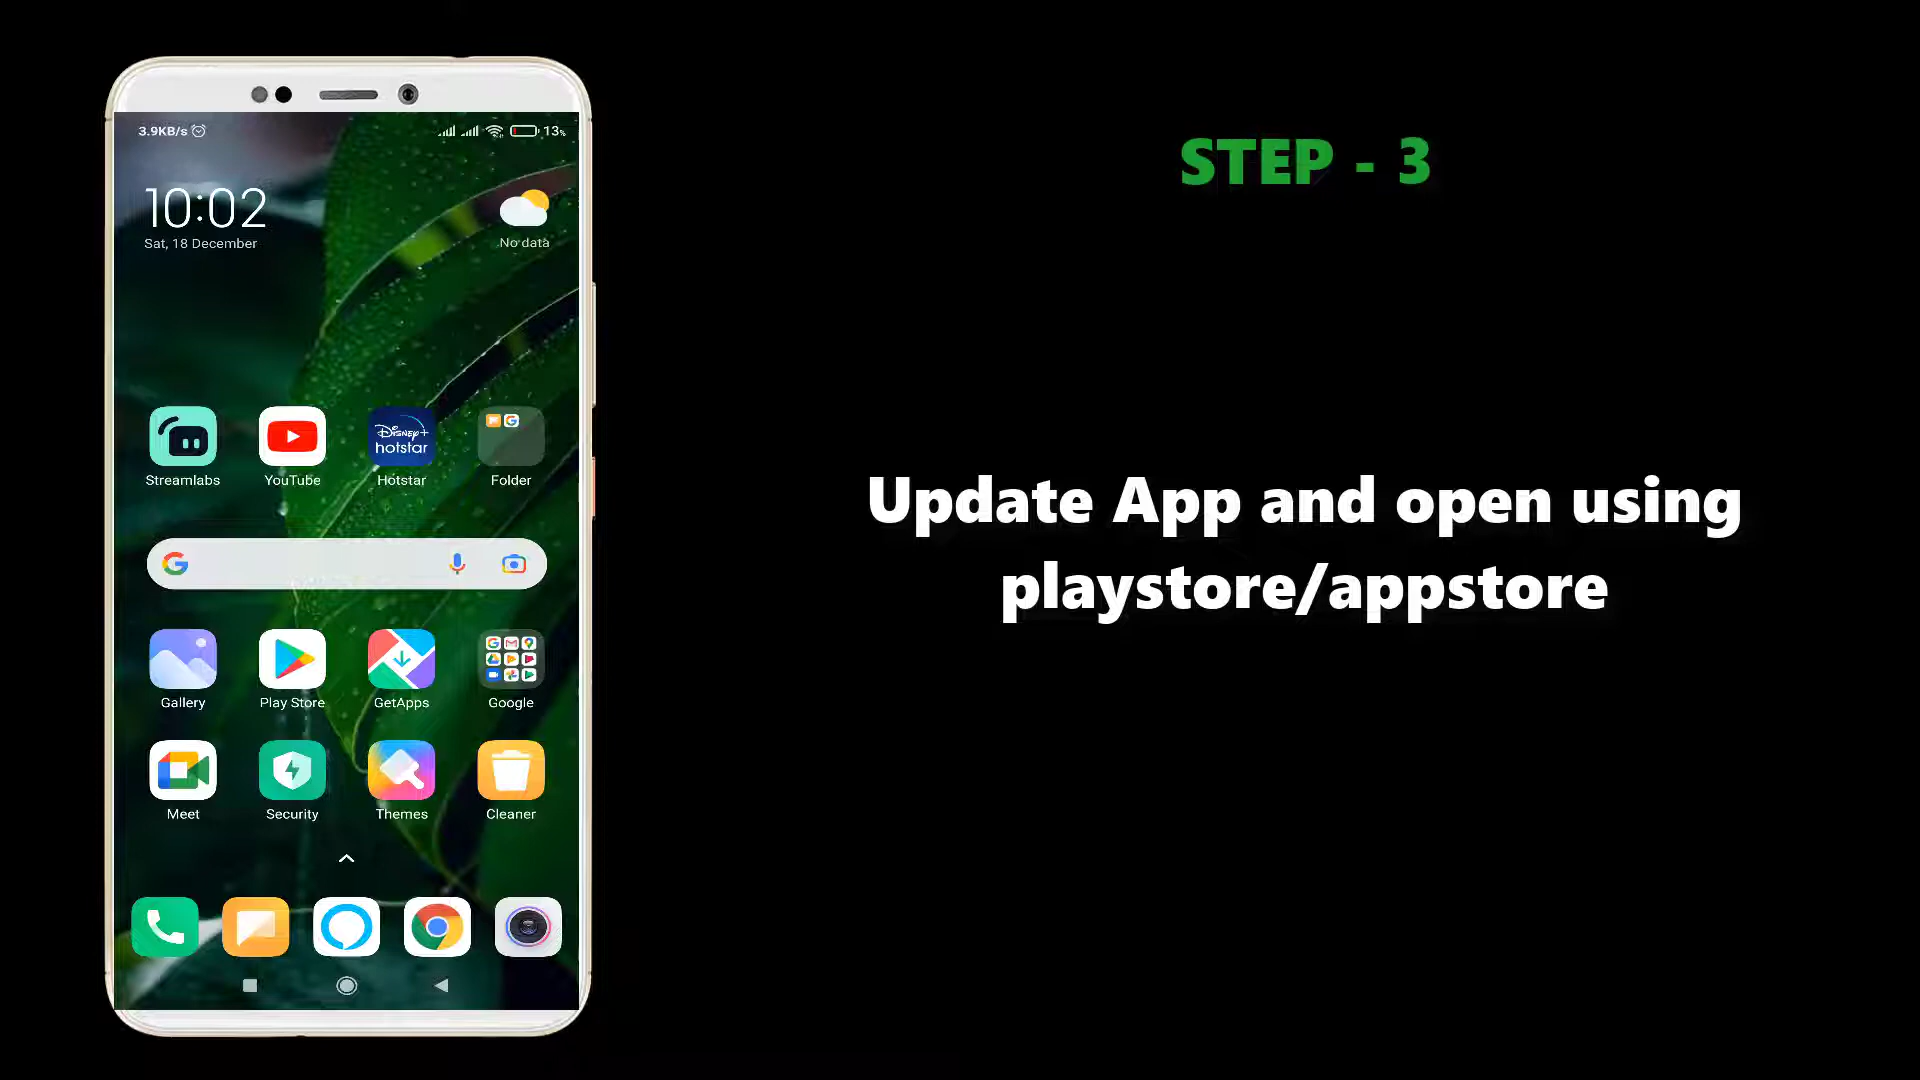 3.9KB/s
13%
10:02
Sat, 18 December
No data
Disney+
hotstar
Streamlabs
YouTube
Hotstar
Folder
Gallery
Play Store
GetApps
Google
Meet
Security
Themes
Cleaner
STEP - 3
Update App and open using
playstore/appstore